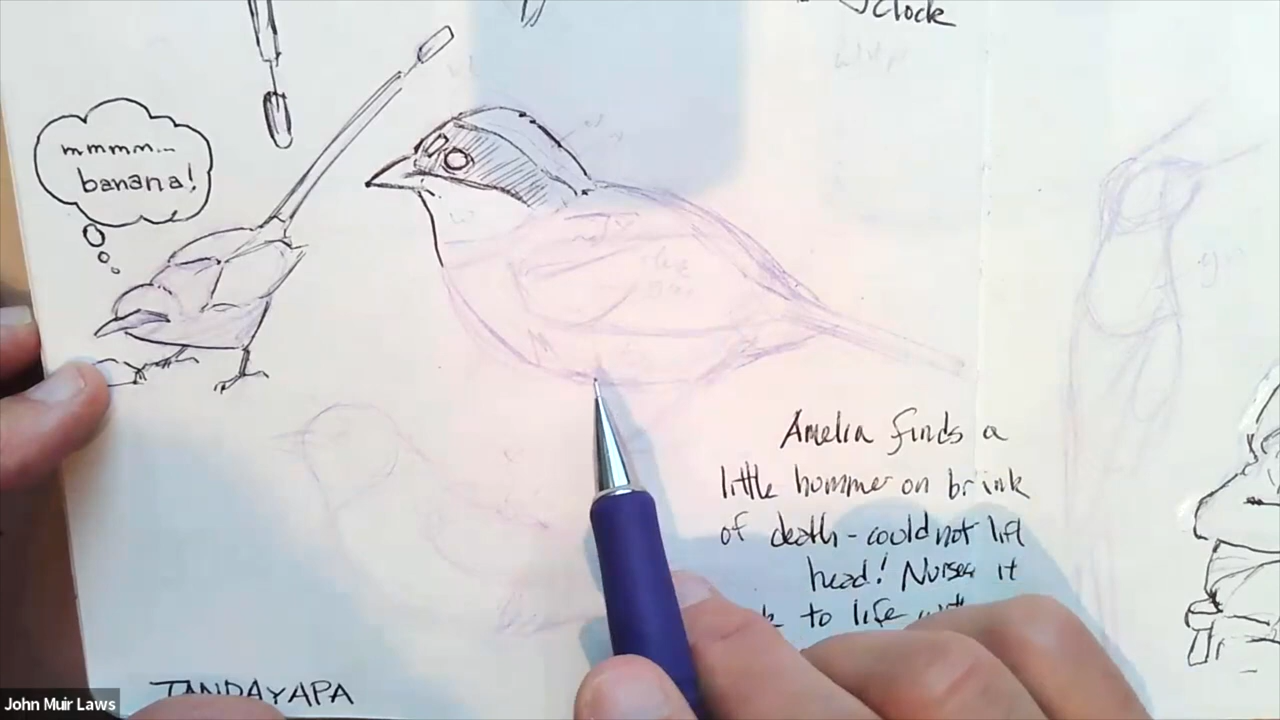 Clock
mmmm...
banana!
Amelia finds a
little hummer on brink
of death - could not lift
head! Nurses it
to life with
TANDAYAPA
John Muir Laws